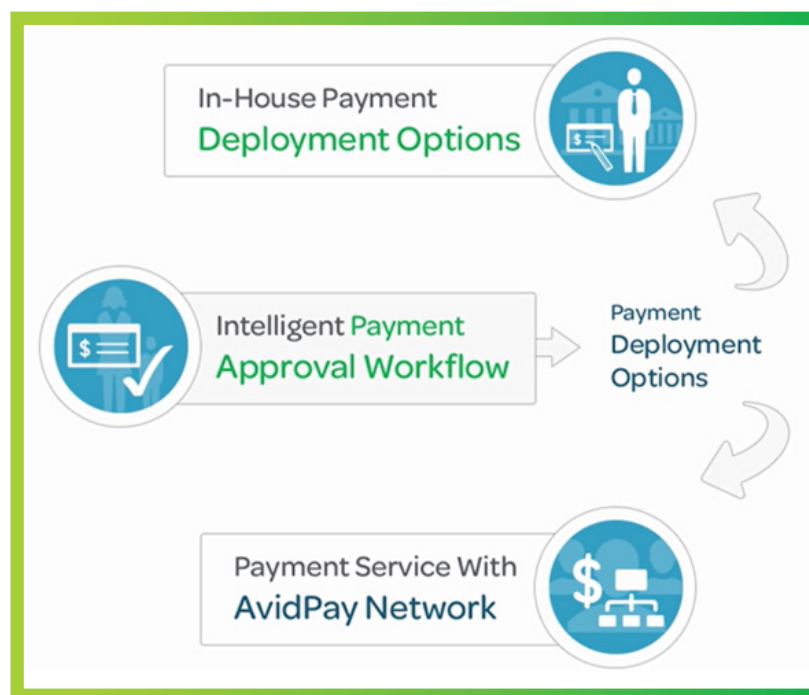 In-House Payment
Deployment Options
$
Intelligent Payment
Approval Workflow
$
Payment
Deployment
Options
Payment Service With
AvidPay Network
$